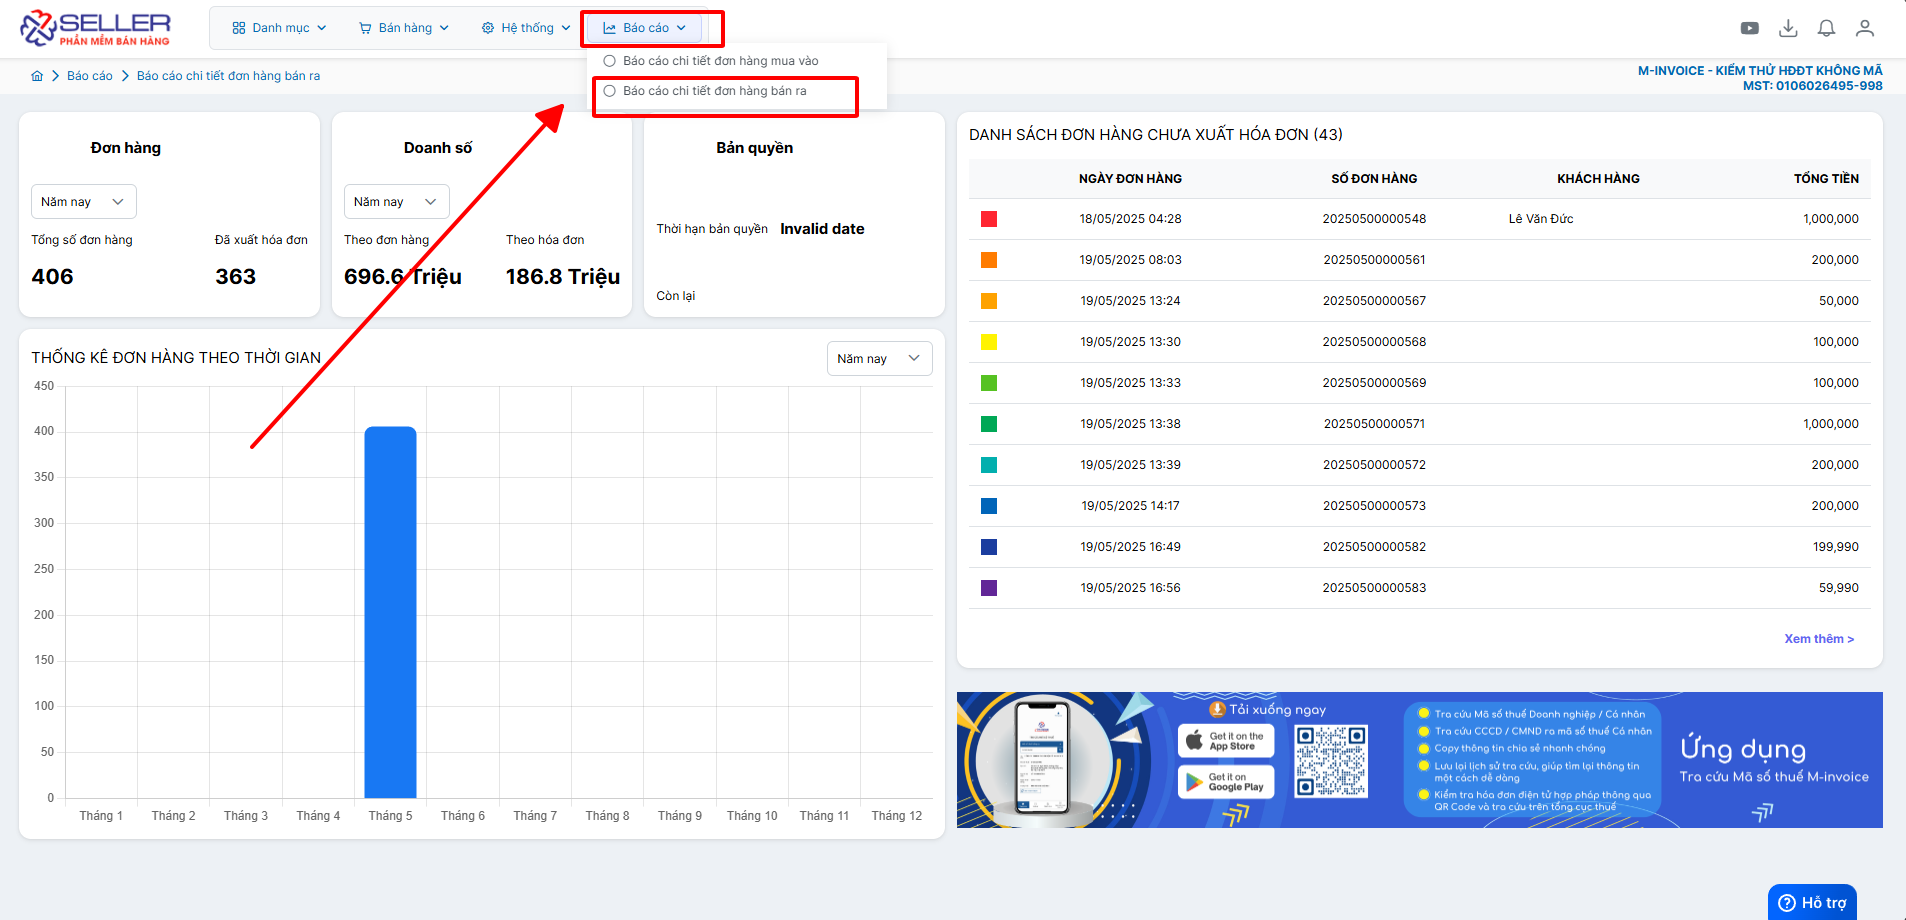 SELLER
PHẦN MỀM BÁN HÀNG
Danh mục
Bán hàng
Hệ thống
Báo cáo
Báo cáo chi tiết đơn hàng mua vào
Báo cáo chi tiết đơn hàng bán ra
Báo cáo
Báo cáo chi tiết đơn hàng bán ra
M-INVOICE - KIỂM THỬ HĐĐT KHÔNG MÃ
MST: 0106026495-998
Đơn hàng
Năm nay
Tổng số đơn hàng
Đã xuất hóa đơn
406
363
Doanh số
Năm nay
Theo đơn hàng
Theo hóa đơn
696.6 Triệu
186.8 Triệu
Bản quyền
Thời hạn bản quyền Invalid date
Còn lại
THỐNG KÊ ĐƠN HÀNG THEO THỜI GIAN
Năm nay
450
400
350
300
250
200
150
100
50
0
Tháng 1 Tháng 2 Tháng 3 Tháng 4 Tháng 5 Tháng 6 Tháng 7 Tháng 8 Tháng 9 Tháng 10 Tháng 11 Tháng 12
DANH SÁCH ĐƠN HÀNG CHƯA XUẤT HÓA ĐƠN (43)
NGÀY ĐƠN HÀNG SỐ ĐƠN HÀNG KHÁCH HÀNG TỔNG TIỀN
18/05/2025 04:28 20250500000548 Lê Văn Đức 1,000,000
19/05/2025 08:03 20250500000561 200,000
19/05/2025 13:24 20250500000567 50,000
19/05/2025 13:30 20250500000568 100,000
19/05/2025 13:33 20250500000569 100,000
19/05/2025 13:38 20250500000571 1,000,000
19/05/2025 13:39 20250500000572 200,000
19/05/2025 14:17 20250500000573 200,000
19/05/2025 16:49 20250500000582 199,990
19/05/2025 16:56 20250500000583 59,990
Xem thêm >
Tải xuống ngay
Get it on the
App Store
Get it on
Google Play
Tra cứu Mã số thuế Doanh nghiệp / Cá nhân
Tra cứu CCCD / CMND ra mã số thuế Cá nhân
Copy thông tin chia sẻ nhanh chóng
Lưu lại lịch sử tra cứu, giúp tìm lại thông tin
một cách dễ dàng
Kiểm tra hóa đơn điện tử hợp pháp thông qua
QR Code và tra cứu trên tổng cục thuế
Ứng dụng
Tra cứu Mã số thuế M-invoice
Hỗ trợ